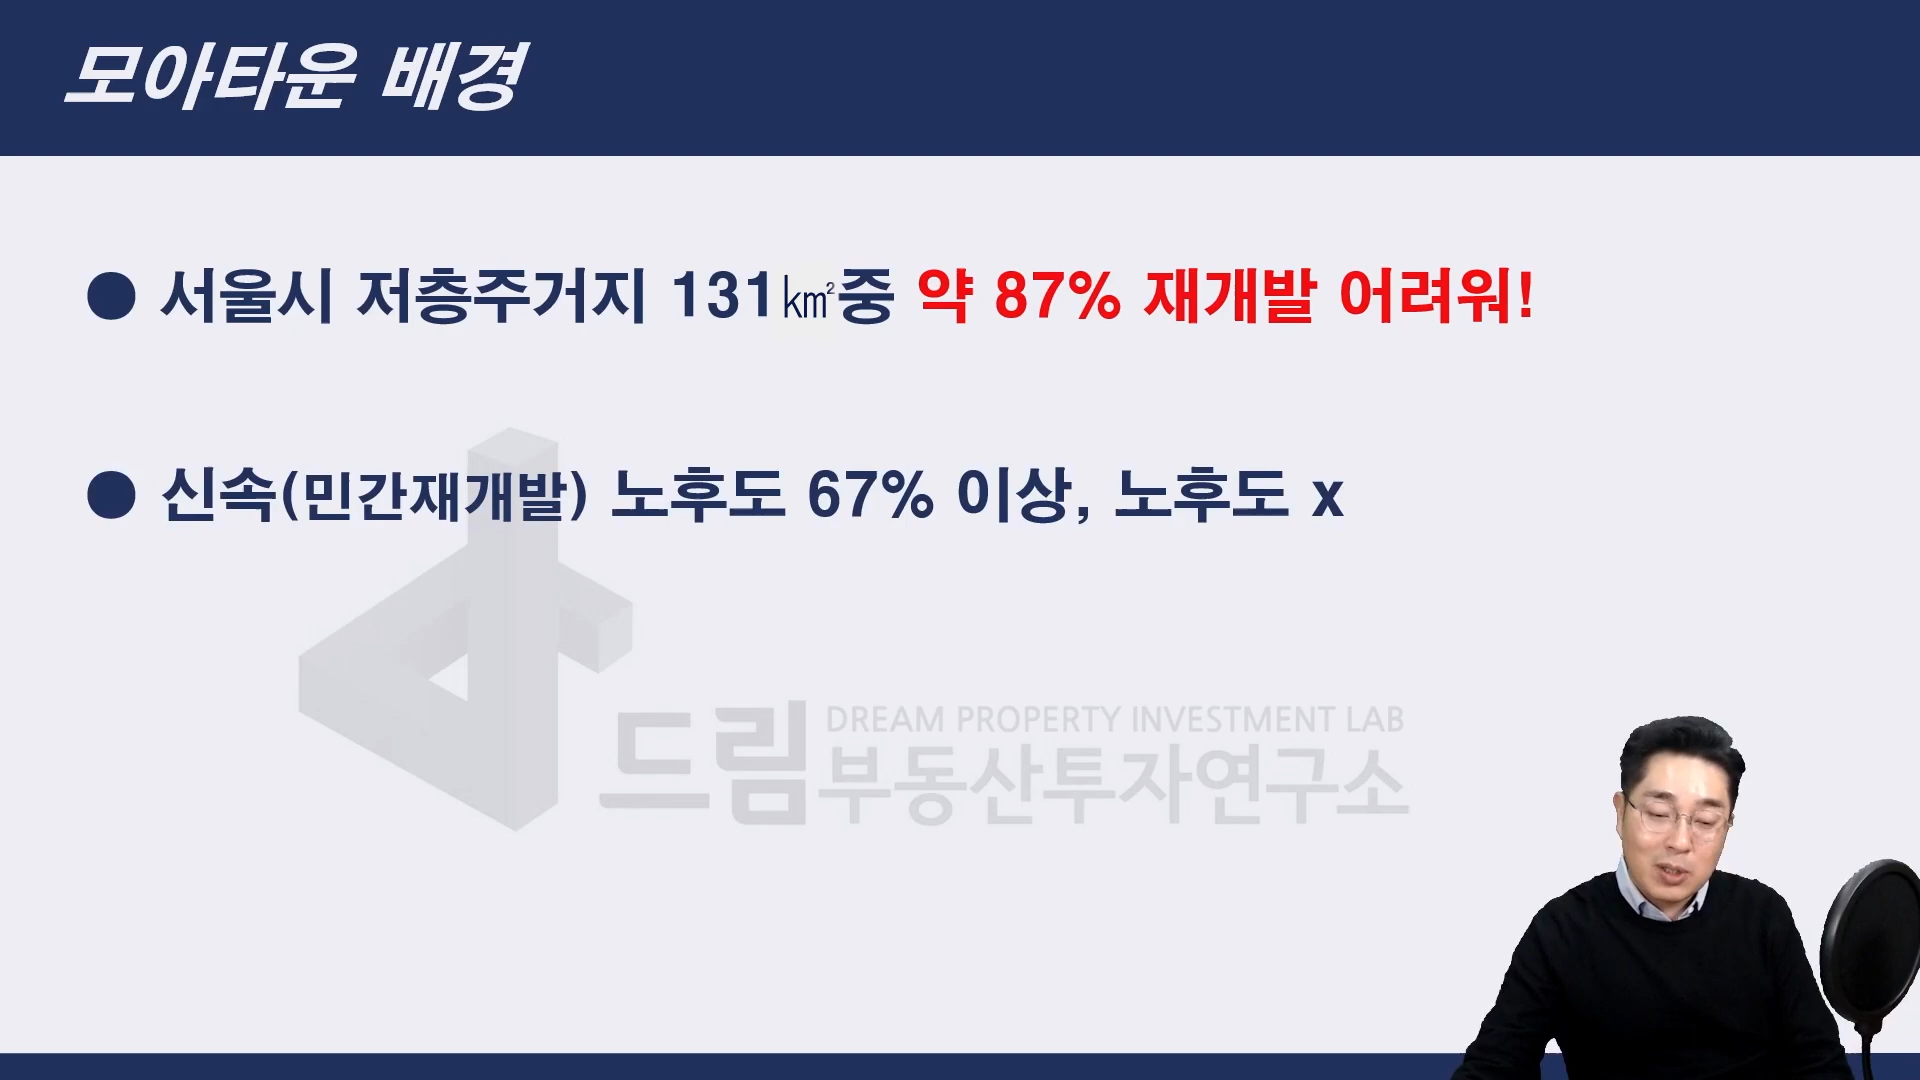 모아타운 배경
● 서울시 저층주거지 131㎢중 약 87% 재개발 어려워!
● 신속(민간재개발) 노후도 67% 이상, 노후도 x
드림 DREAM PROPERTY INVESTMENT LAB
부동산투자연구소